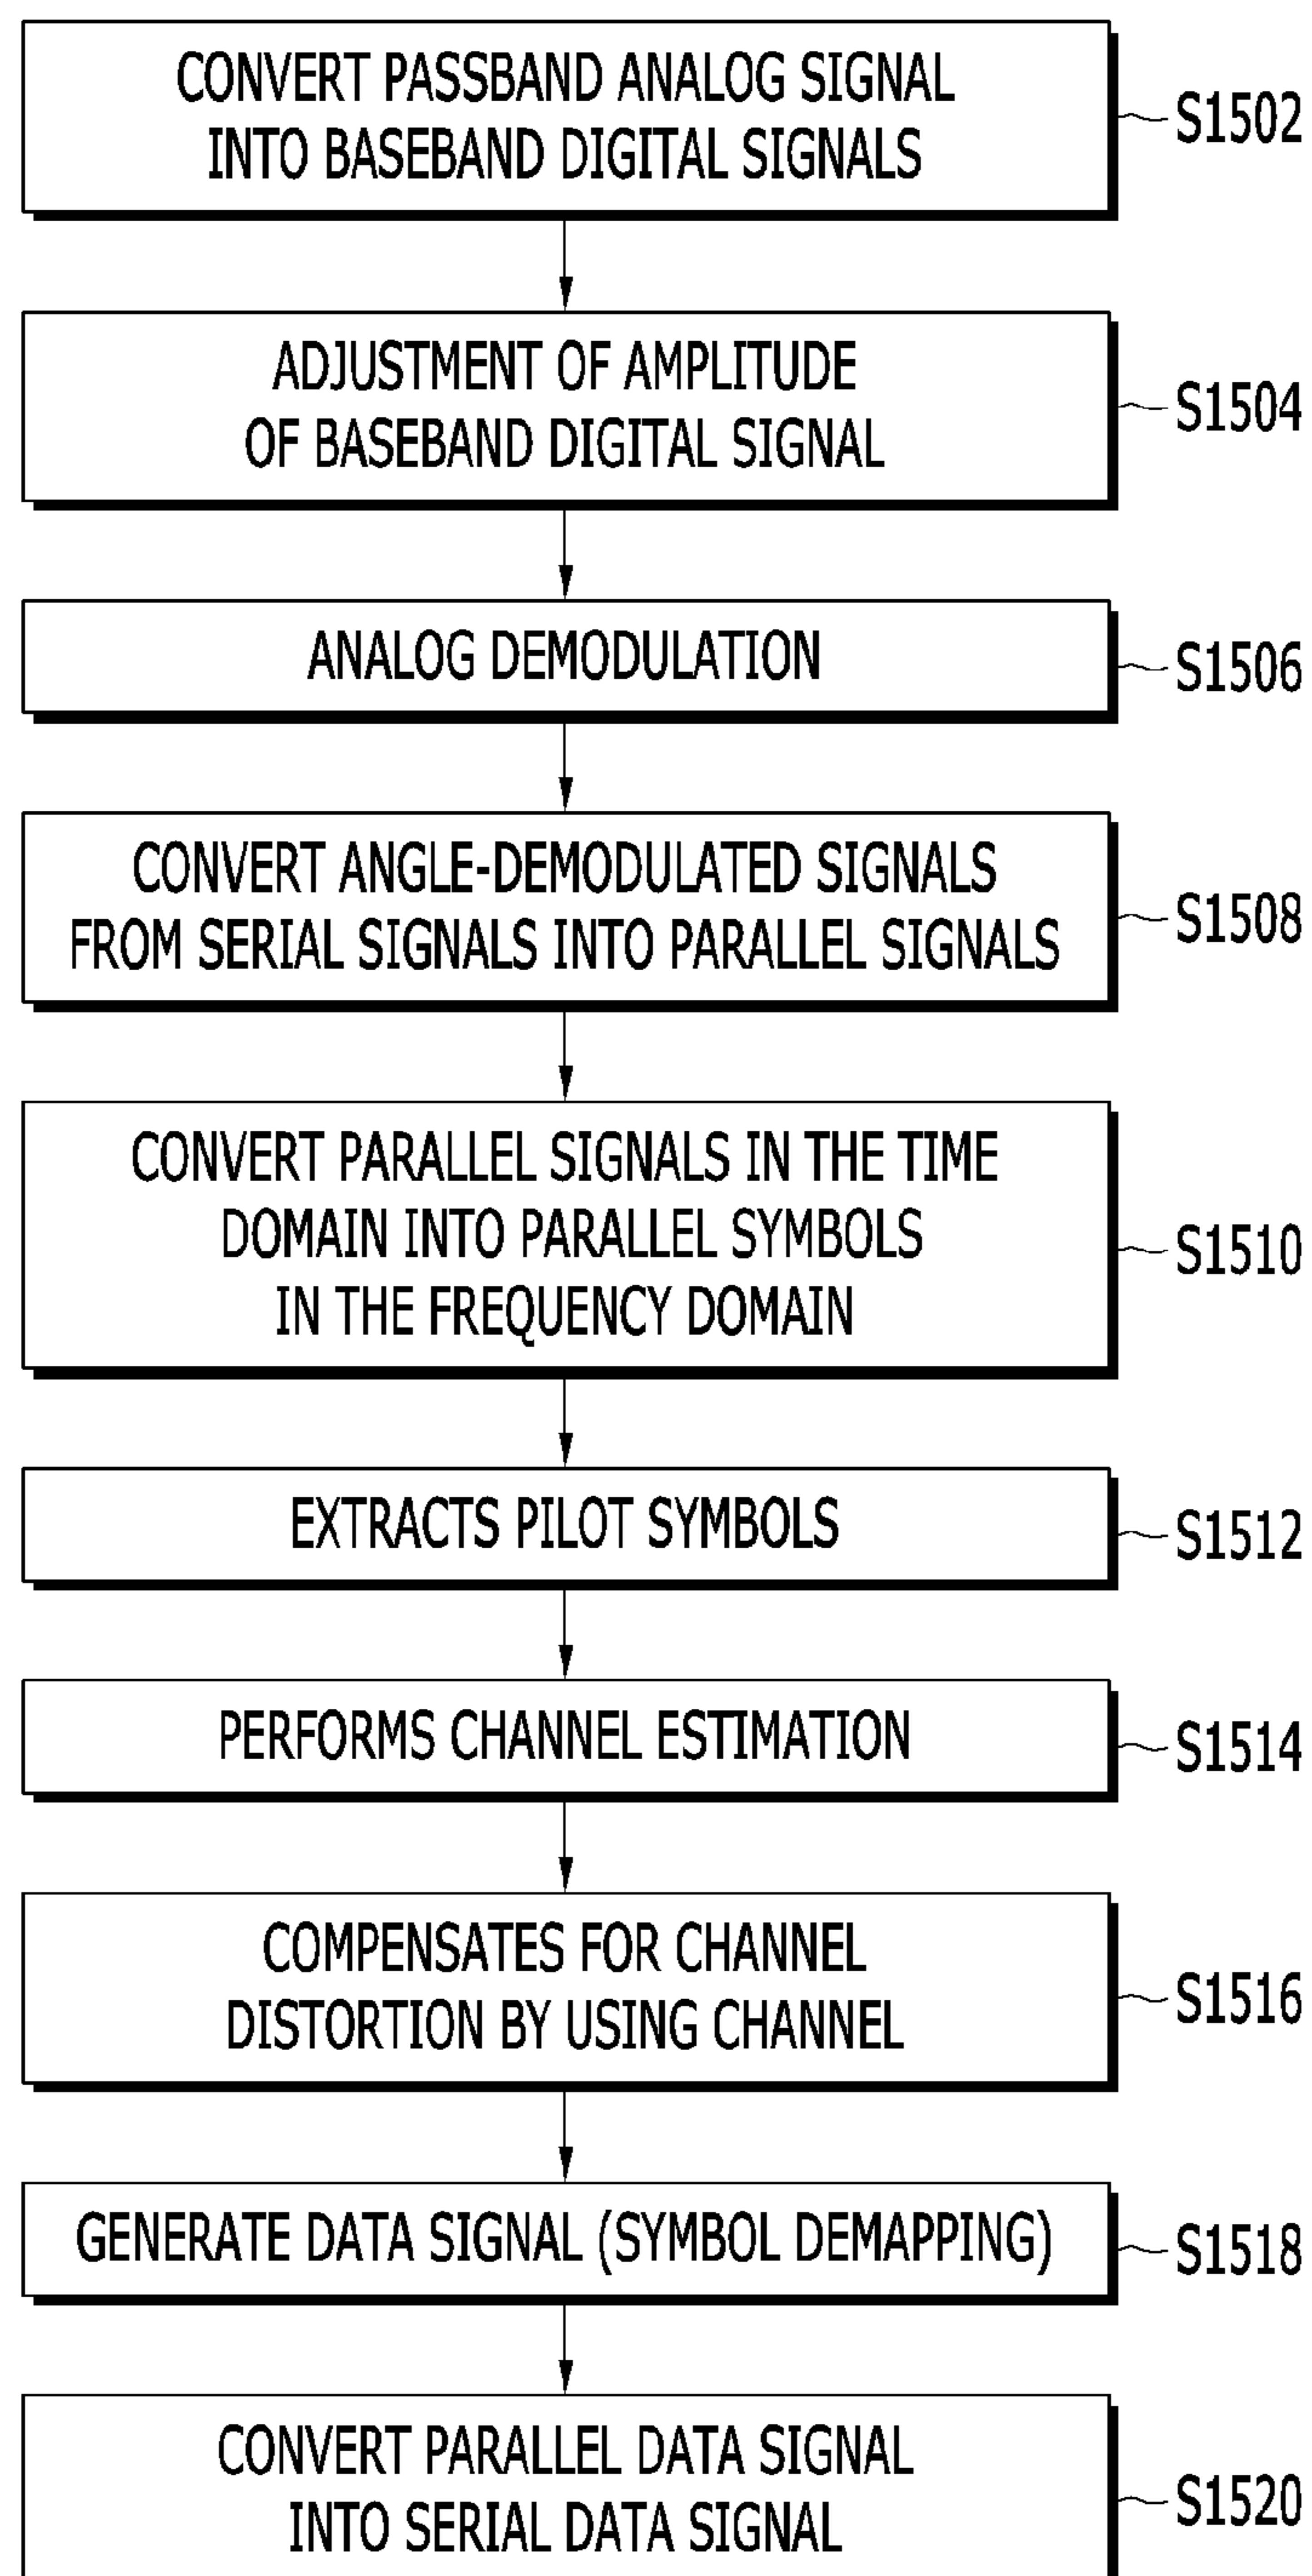 CONVERT PASSBAND ANALOG SIGNAL
INTO BASEBAND DIGITAL SIGNALS
S1502
ADJUSTMENT OF AMPLITUDE
OF BASEBAND DIGITAL SIGNAL
S1504
ANALOG DEMODULATION
S1506
CONVERT ANGLE-DEMODULATED SIGNALS
FROM SERIAL SIGNALS INTO PARALLEL SIGNALS
S1508
CONVERT PARALLEL SIGNALS IN THE TIME
DOMAIN INTO PARALLEL SYMBOLS
IN THE FREQUENCY DOMAIN
S1510
EXTRACTS PILOT SYMBOLS
S1512
PERFORMS CHANNEL ESTIMATION
S1514
COMPENSATES FOR CHANNEL
DISTORTION BY USING CHANNEL
S1516
GENERATE DATA SIGNAL (SYMBOL DEMAPPING)
S1518
CONVERT PARALLEL DATA SIGNAL
INTO SERIAL DATA SIGNAL
S1520